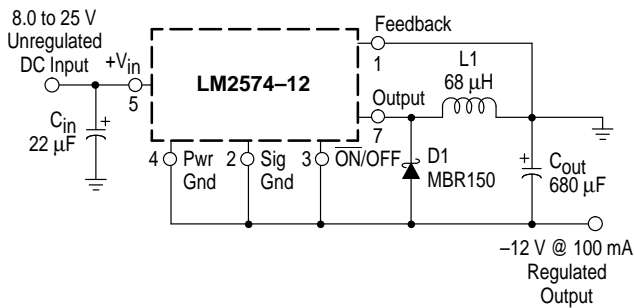 8.0 to 25 V
Unregulated
DC Input
+Vin
5
Cin
22 μF
+
LM2574–12
Feedback
1
Output
7
L1
68 μH
4 Pwr
Gnd
2 Sig
Gnd
3 ON/OFF
D1
MBR150
+
Cout
680 μF
–12 V @ 100 mA
Regulated
Output